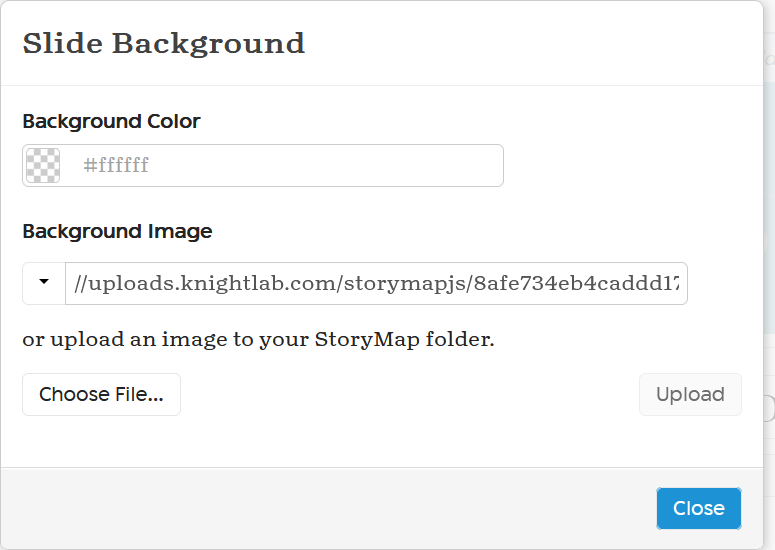 Slide Background
Background Color
#ffffff
Background Image
//uploads.knightlab.com/storymapjs/8afe734eb4caddd17
or upload an image to your StoryMap folder.
Choose File...
Upload
Close